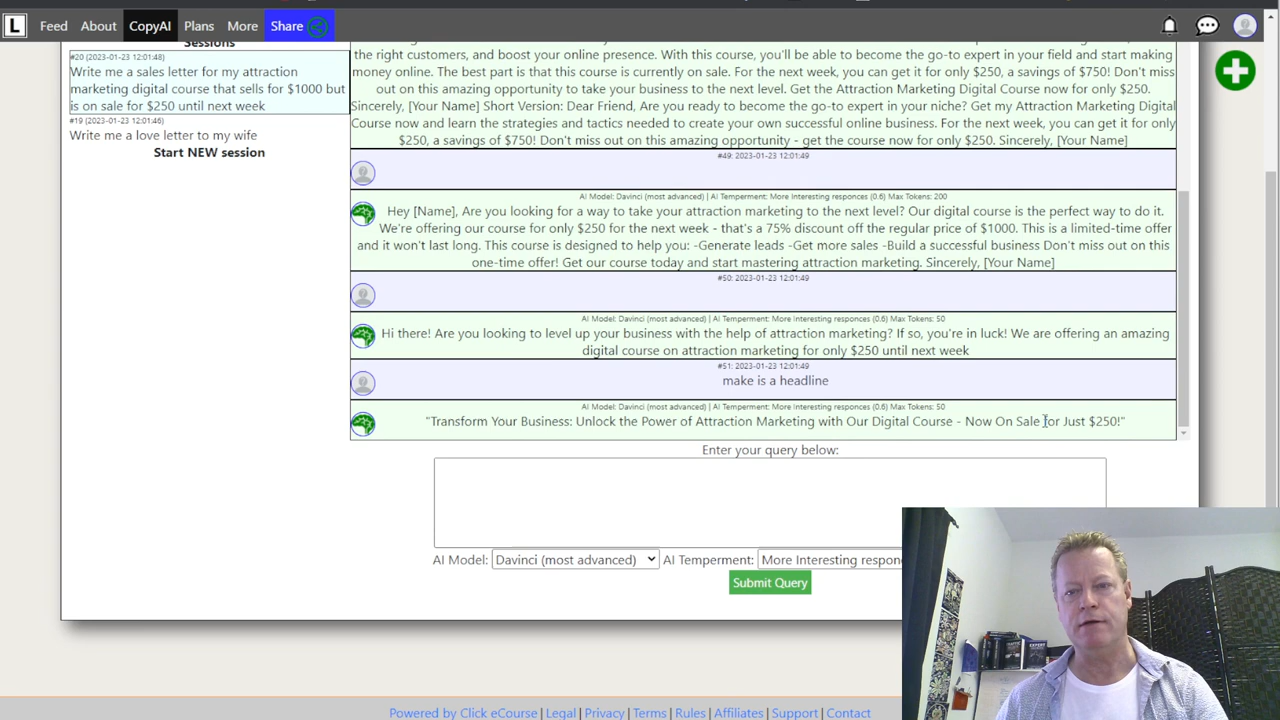 L Feed About CopyAI Plans More Share
Sessions
#20 (2023-01-23 12:01:48)
Write me a sales letter for my attraction
marketing digital course that sells for $1000 but
is on sale for $250 until next week
#19 (2023-01-23 12:01:46)
Write me a love letter to my wife
Start NEW session
the right customers, and boost your online presence. With this course, you'll be able to become the go-to expert in your field and start making
money online. The best part is that this course is currently on sale. For the next week, you can get it for only $250, a savings of $750! Don't miss
out on this amazing opportunity to take your business to the next level. Get the Attraction Marketing Digital Course now for only $250.
Sincerely, [Your Name] Short Version: Dear Friend, Are you ready to become the go-to expert in your niche? Get my Attraction Marketing Digital
Course now and learn the strategies and tactics needed to create your own successful online business. For the next week, you can get it for only
$250, a savings of $750! Don't miss out on this amazing opportunity - get the course now for only $250. Sincerely, [Your Name]
#49: 2023-01-23 12:01:49
AI Model: Davinci (most advanced) | AI Temperment: More Interesting responces (0.6) Max Tokens: 200
Hey [Name], Are you looking for a way to take your attraction marketing to the next level? Our digital course is the perfect way to do it.
We're offering our course for only $250 for the next week - that's a 75% discount off the regular price of $1000. This is a limited-time offer
and it won't last long. This course is designed to help you: -Generate leads -Get more sales -Build a successful business Don't miss out on this
one-time offer! Get our course today and start mastering attraction marketing. Sincerely, [Your Name]
#50: 2023-01-23 12:01:49
AI Model: Davinci (most advanced) | AI Temperment: More Interesting responces (0.6) Max Tokens: 50
Hi there! Are you looking to level up your business with the help of attraction marketing? If so, you're in luck! We are offering an amazing
digital course on attraction marketing for only $250 until next week
#51: 2023-01-23 12:01:49
make is a headline
AI Model: Davinci (most advanced) | AI Temperment: More Interesting responces (0.6) Max Tokens: 50
"Transform Your Business: Unlock the Power of Attraction Marketing with Our Digital Course - Now On Sale for Just $250!"
Enter your query below:
AI Model: Davinci (most advanced) AI Temperment: More Interesting respon
Submit Query
Powered by Click eCourse | Legal | Privacy | Terms | Rules | Affiliates | Support | Contact